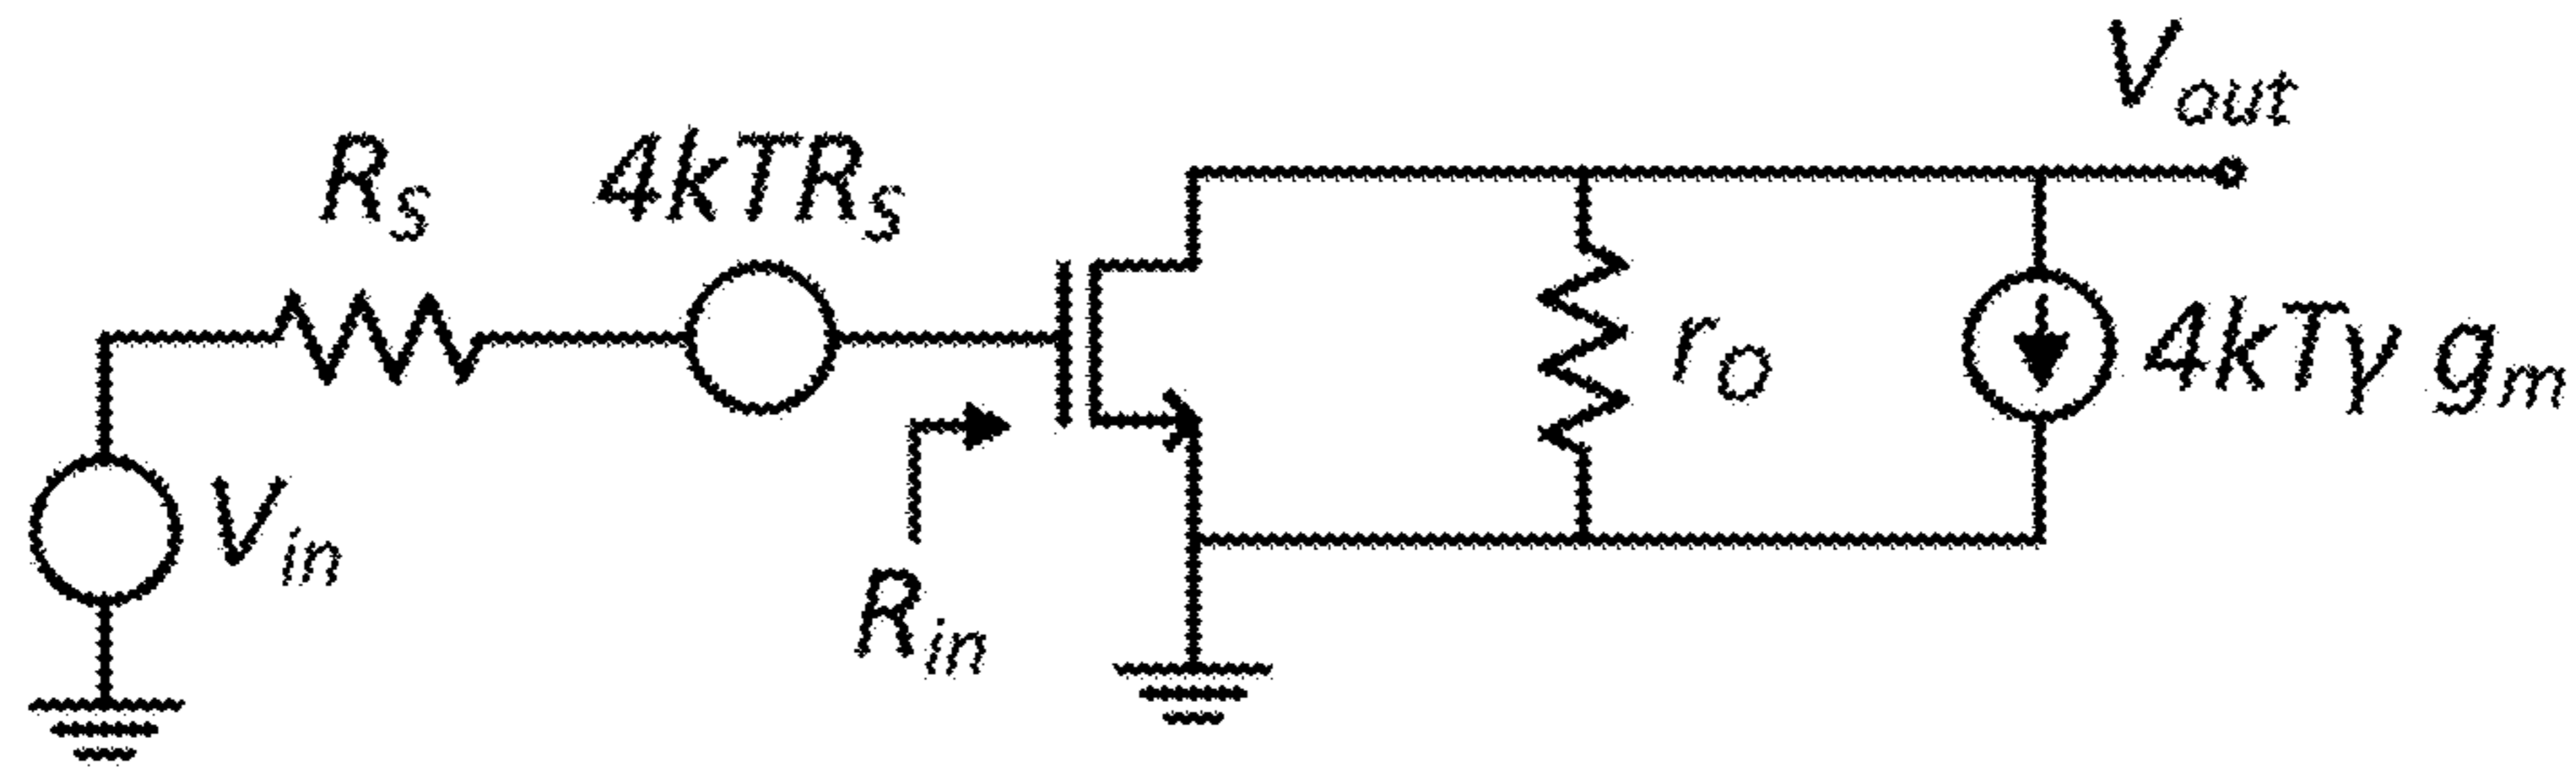 V_out
R_S
4kTR_S
r_O
4kTγ g_m
V_in
R_in